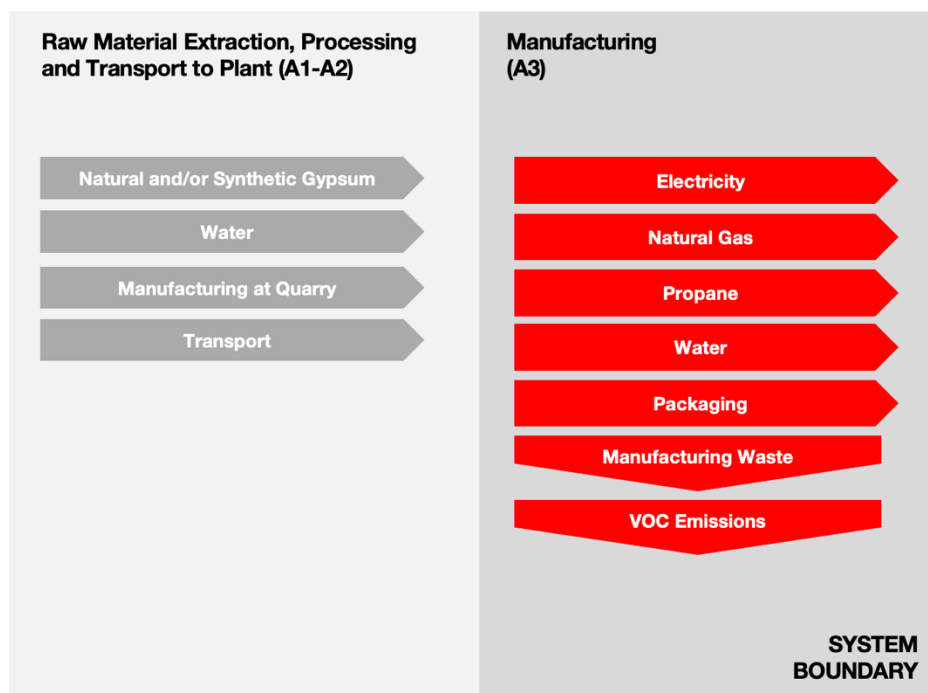 Raw Material Extraction, Processing
and Transport to Plant (A1-A2)
Natural and/or Synthetic Gypsum
Water
Manufacturing at Quarry
Transport
Manufacturing
(A3)
Electricity
Natural Gas
Propane
Water
Packaging
Manufacturing Waste
VOC Emissions
SYSTEM
BOUNDARY